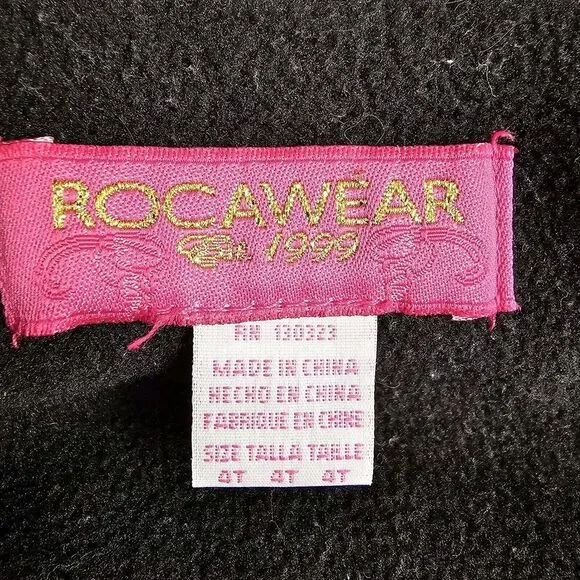 ROCAWEAR
Est. 1999
RN 130323
MADE IN CHINA
HECHO EN CHINA
FABRIQUE EN CHINE
SIZE TALLA TAILLE
4T 4T 4T